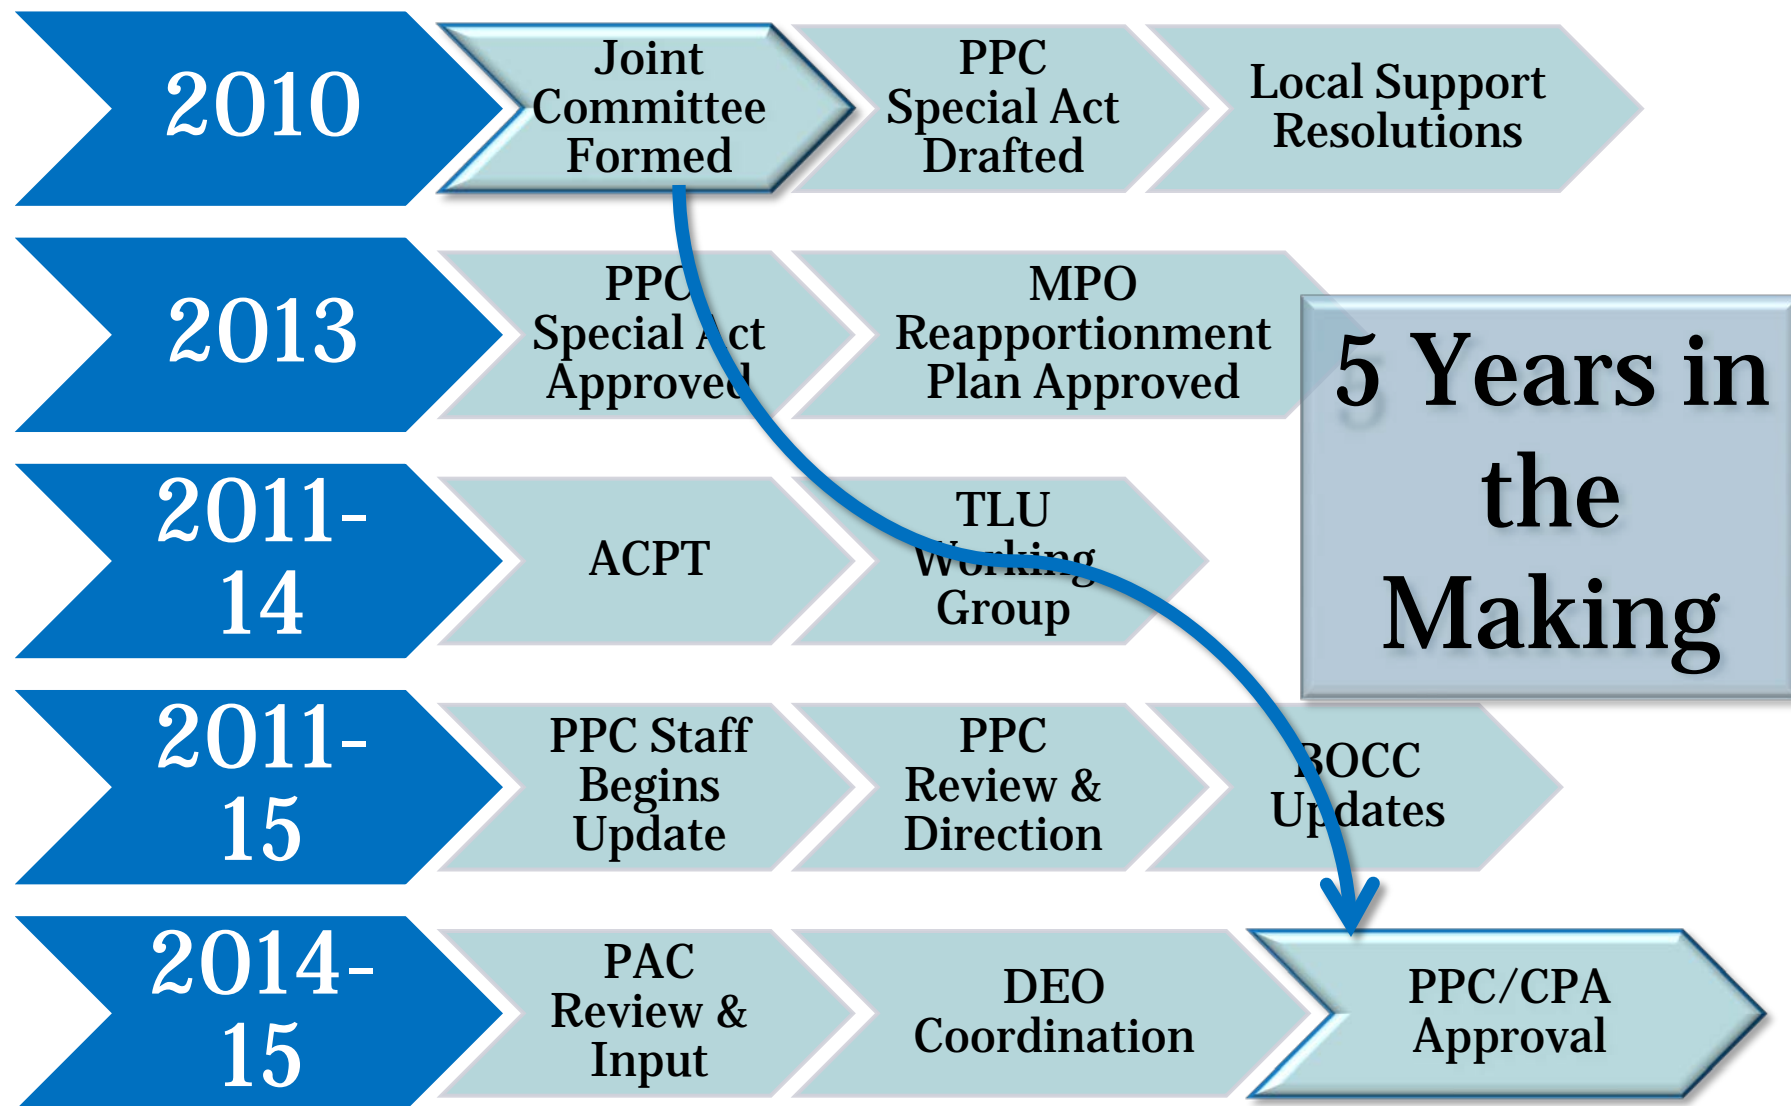 2010
Joint
Committee
Formed
PPC
Special Act
Drafted
Local Support
Resolutions
2013
PPC
Special Act
Approved
MPO
Reapportionment
Plan Approved
5 Years in
the
Making
2011-
14
ACPT
TLU
Working
Group
2011-
15
PPC Staff
Begins
Update
PPC
Review &
Direction
BOCC
Updates
2014-
15
PAC
Review &
Input
DEO
Coordination
PPC/CPA
Approval